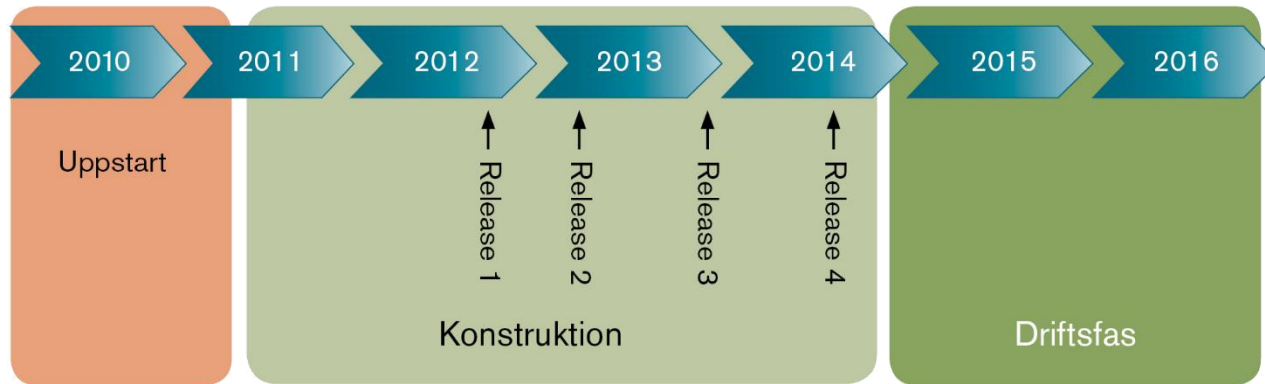 2010
2011
2012
2013
2014
2015
2016
Uppstart
Release 1
Release 2
Release 3
Release 4
Konstruktion
Driftsfas